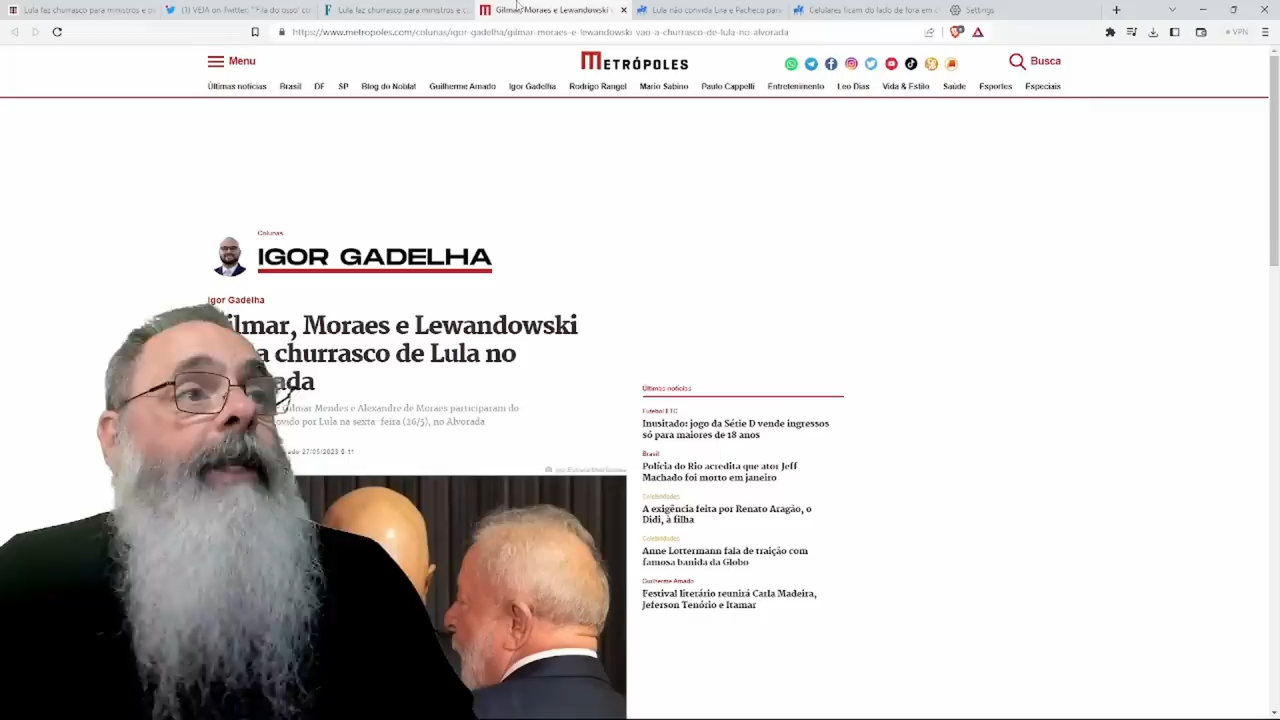 Lula faz churrasco para ministros e
(1) VEJA on Twitter: "Fila do osso' co
Lula faz churrasco para ministros e c
Gilmar, Moraes e Lewandowski
Lula não convida Lira e Pacheco para
Celulares ficam do lado de fora em c
Settings
https://www.metropoles.com/colunas/igor-gadelha/gilmar-moraes-e-lewandowski-vao-a-churrasco-de-lula-no-alvorada
VPN
Menu
METRÓPOLES
Busca
Últimas notícias Brasil DF SP Blog do Noblat Guilherme Amado Igor Gadelha Rodrigo Rangel Mario Sabino Paulo Cappelli Entretenimento Leo Dias Vida & Estilo Saúde Esportes Especiais
Colunas
IGOR GADELHA
Igor Gadelha
ilmar, Moraes e Lewandowski
a churrasco de Lula no
ada
Gilmar Mendes e Alexandre de Moraes participaram do
ovido por Lula na sexta-feira (26/5), no Alvorada
Últimas notícias
Futebol ETC
Inusitado: jogo da Série D vende ingressos
só para maiores de 18 anos
Brasil
Polícia do Rio acredita que ator Jeff
Machado foi morto em janeiro
Celebridades
A exigência feita por Renato Aragão, o
Didi, à filha
Celebridades
Anne Lottermann fala de traição com
famosa banida da Globo
Guilherme Amado
Festival literário reunirá Carla Madeira,
Jeferson Tenório e Itamar